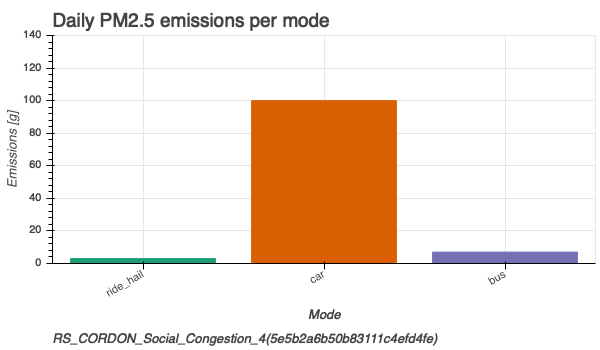 Daily PM2.5 emissions per mode
140
120
100
80
60
40
20
0
Emissions [g]
ride_hail
car
bus
Mode
RS_CORDON_Social_Congestion_4(5e5b2a6b50b83111c4efd4fe)